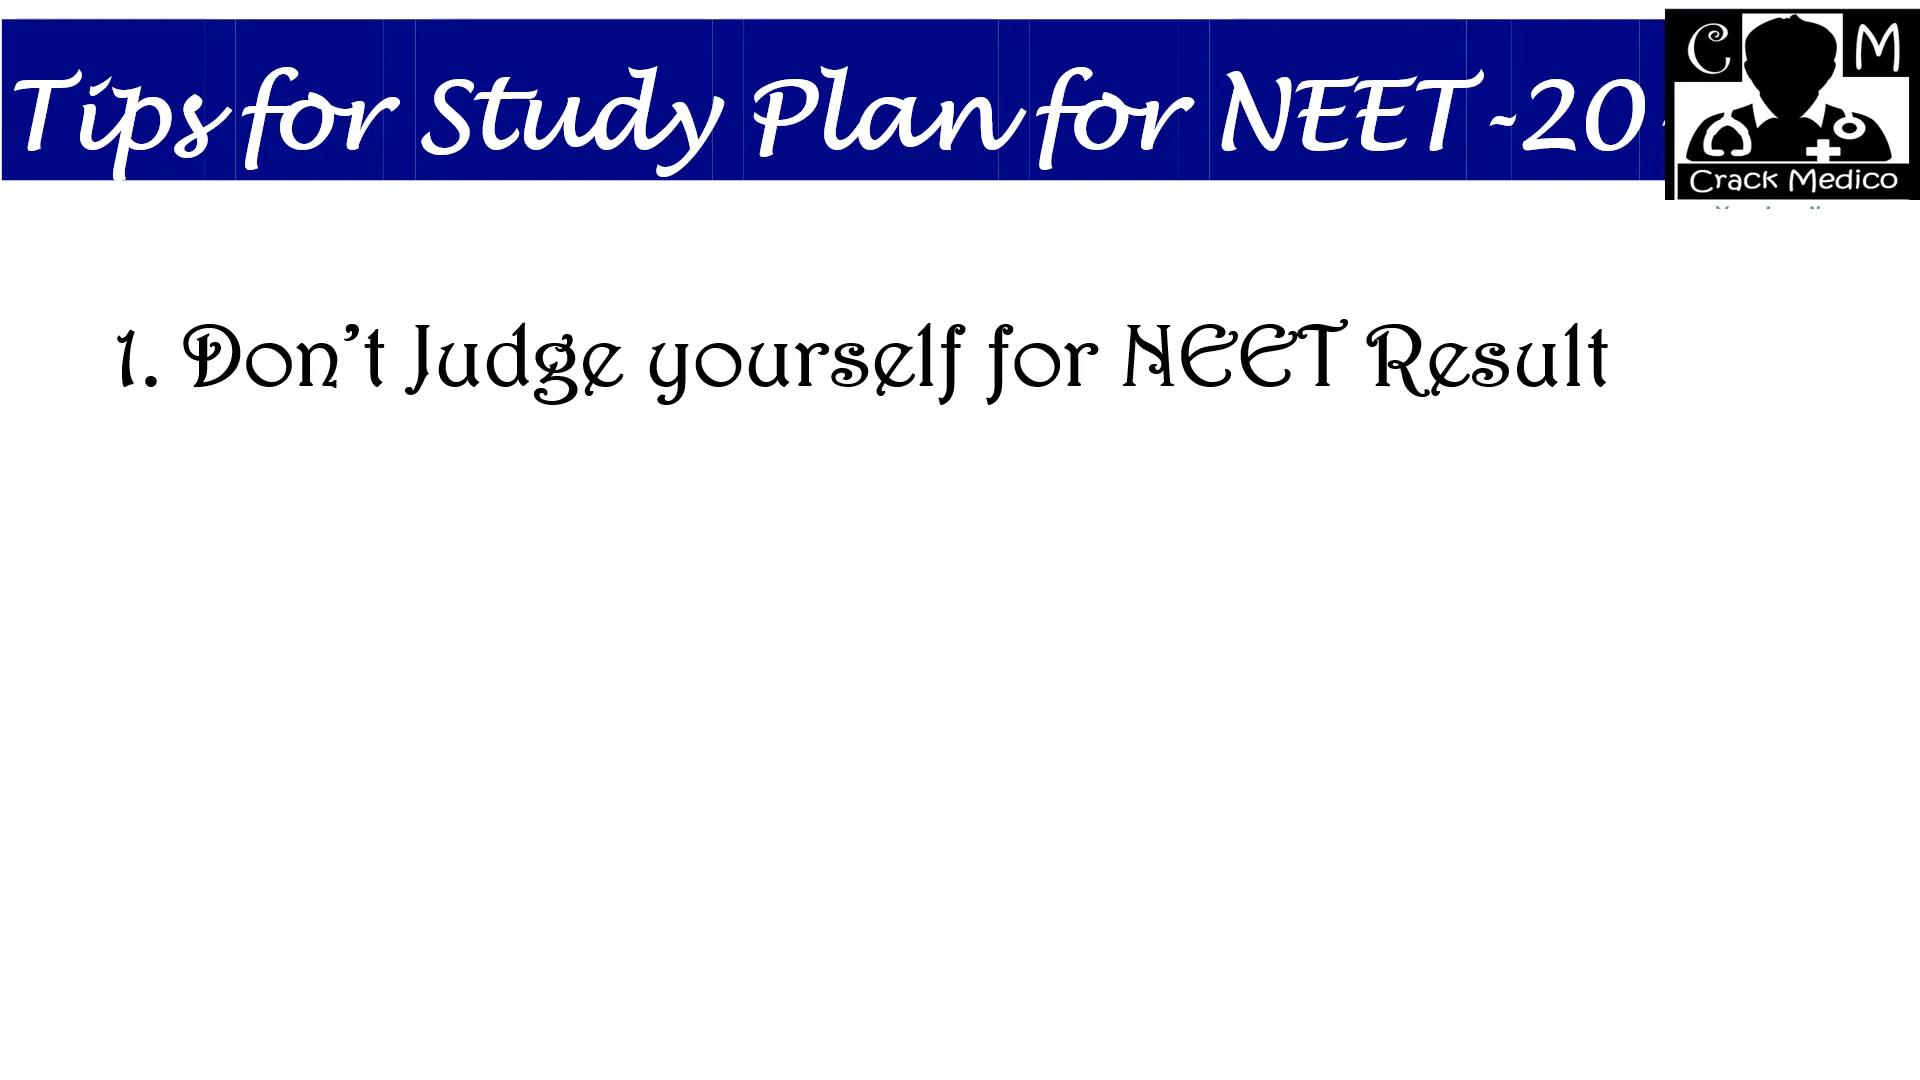 Tips for Study Plan for NEET-20
C M
Crack Medico
1. Don't Judge yourself for NEET Result